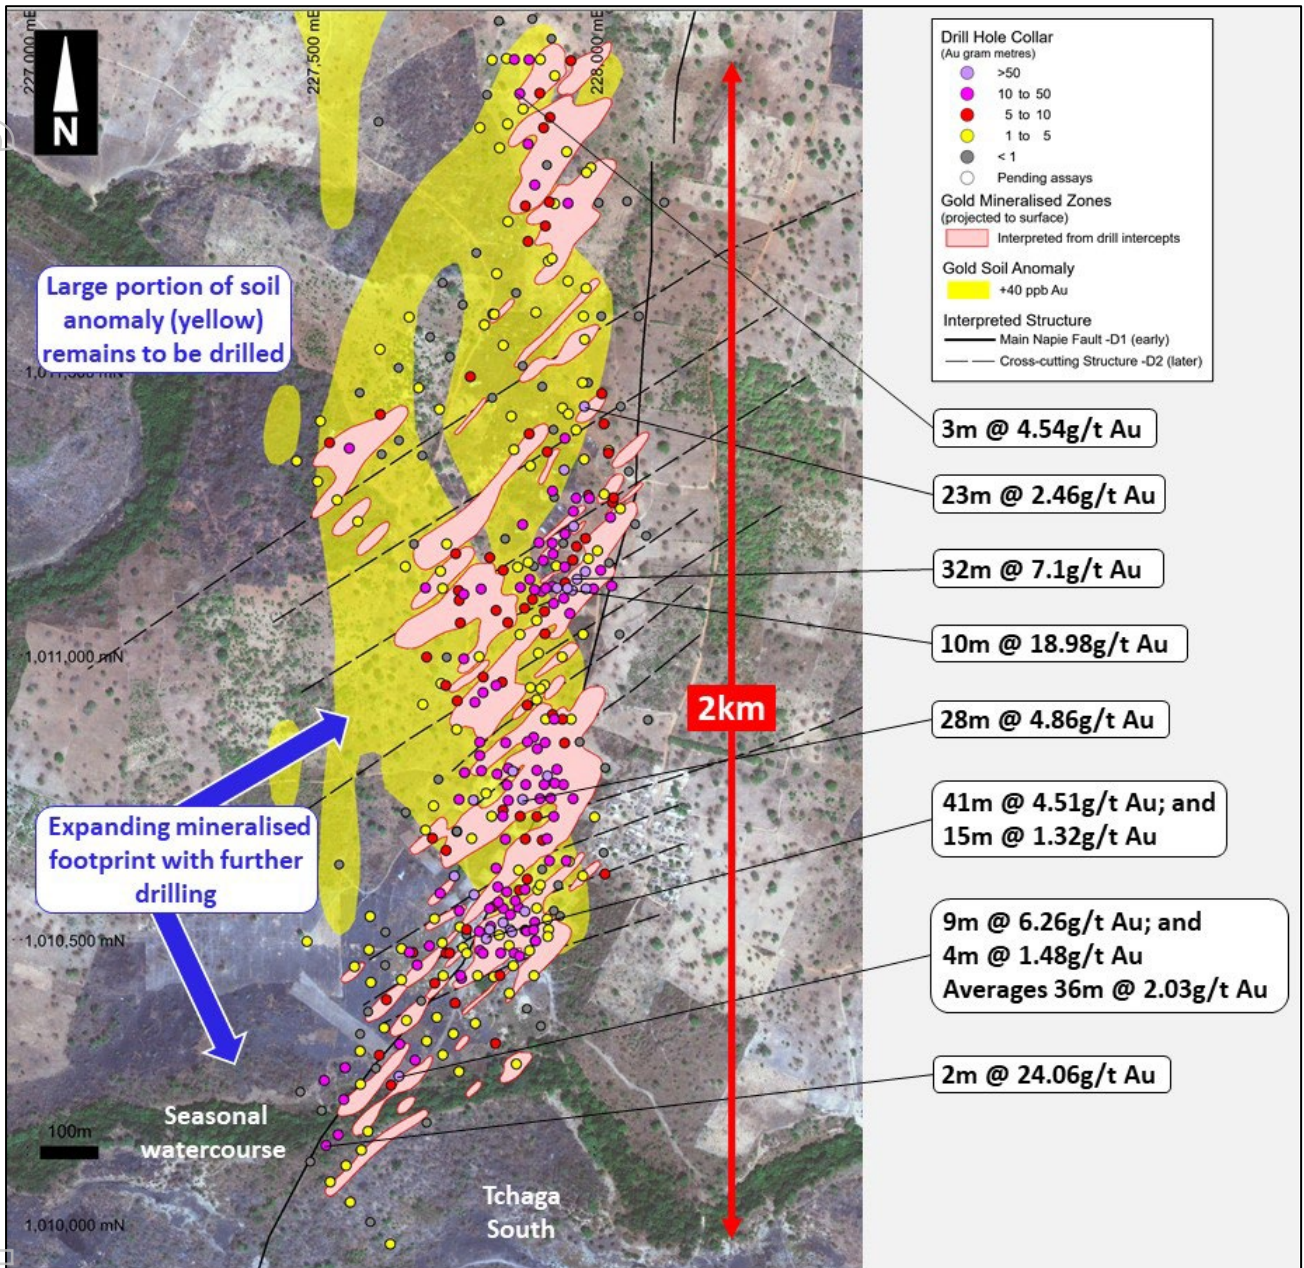 227,000 mE
227,500 mE
228,000 mE
N
Drill Hole Collar
(Au gram metres)
>50
10 to 50
5 to 10
1 to 5
< 1
Pending assays
Gold Mineralised Zones
(projected to surface)
Interpreted from drill intercepts
Gold Soil Anomaly
+40 ppb Au
Interpreted Structure
Main Napie Fault -D1 (early)
Cross-cutting Structure -D2 (later)
Large portion of soil
anomaly (yellow)
remains to be drilled
3m @ 4.54g/t Au
23m @ 2.46g/t Au
32m @ 7.1g/t Au
10m @ 18.98g/t Au
1,011,000 mN
2km
28m @ 4.86g/t Au
41m @ 4.51g/t Au; and
15m @ 1.32g/t Au
Expanding mineralised
footprint with further
drilling
1,010,500 mN
9m @ 6.26g/t Au; and
4m @ 1.48g/t Au
Averages 36m @ 2.03g/t Au
2m @ 24.06g/t Au
Seasonal
watercourse
100m
Tchaga
South
1,010,000 mN